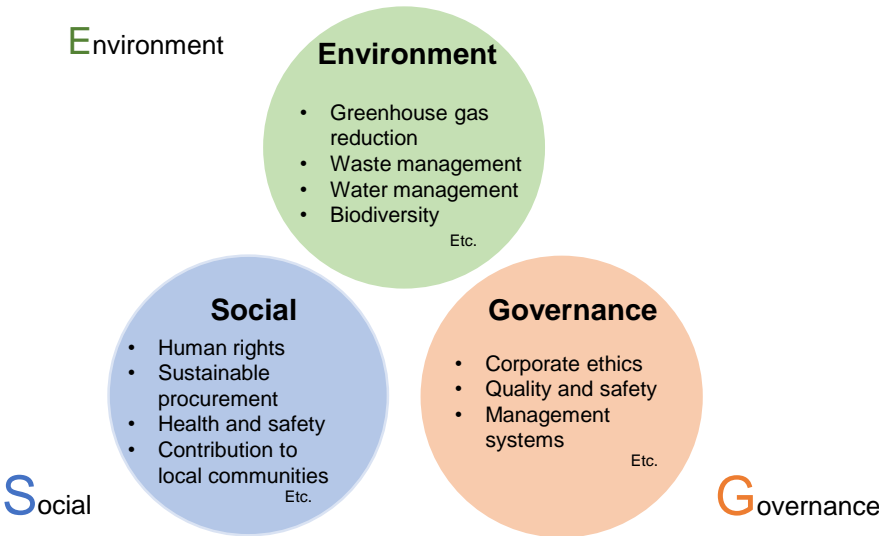 Environment
Environment
• Greenhouse gas
reduction
• Waste management
• Water management
• Biodiversity
Etc.
Social
• Human rights
• Sustainable
procurement
• Health and safety
• Contribution to
local communities
Etc.
Governance
• Corporate ethics
• Quality and safety
• Management
systems
Etc.
Social
Governance